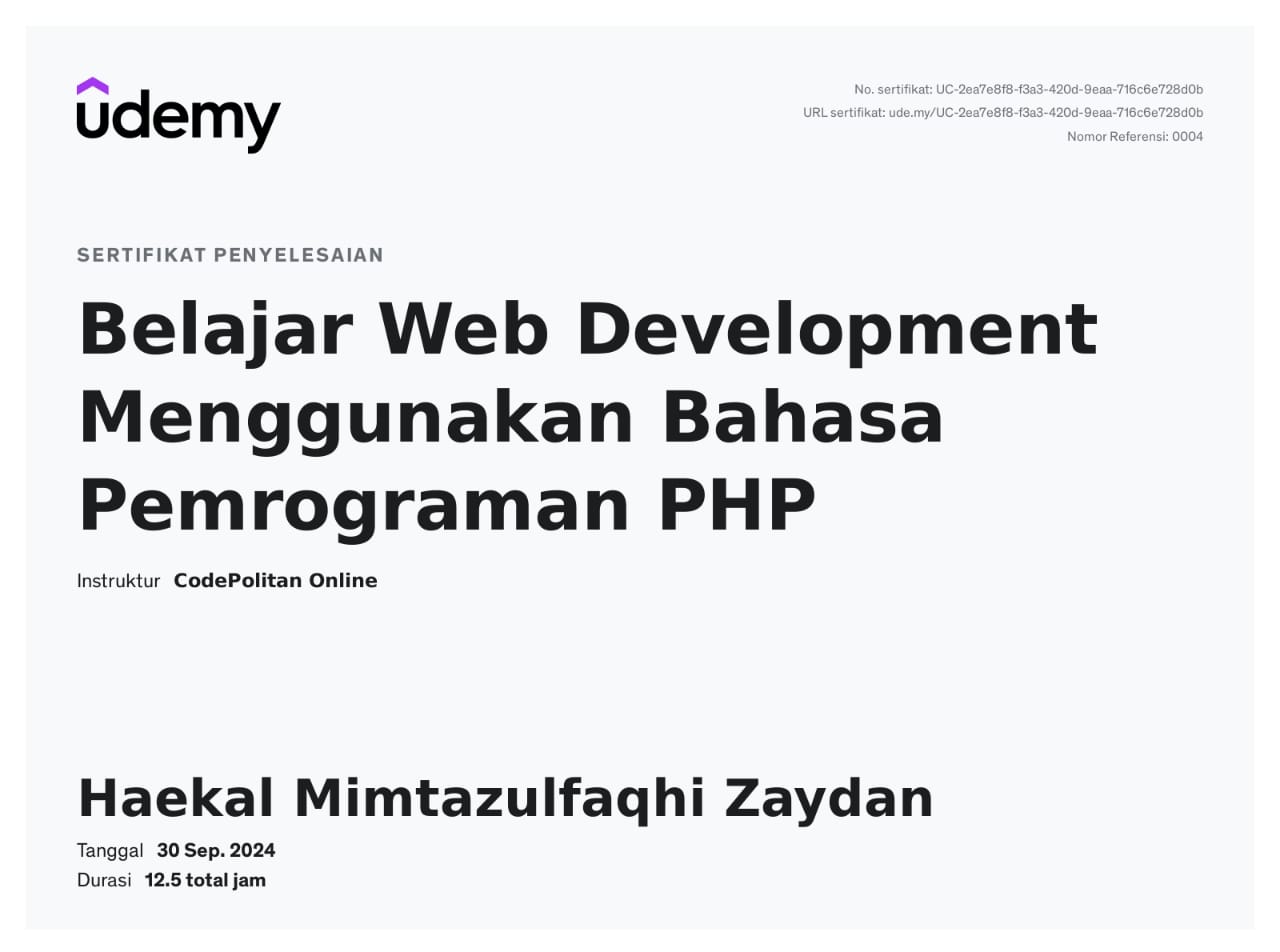 udemy
No. sertifikat: UC-2ea7e8f8-f3a3-420d-9eaa-716c6e728d0b
URL sertifikat: ude.my/UC-2ea7e8f8-f3a3-420d-9eaa-716c6e728d0b
Nomor Referensi: 0004
SERTIFIKAT PENYELESAIAN
Belajar Web Development
Menggunakan Bahasa
Pemrograman PHP
Instruktur CodePolitan Online
Haekal Mimtazulfaqhi Zaydan
Tanggal 30 Sep. 2024
Durasi 12.5 total jam